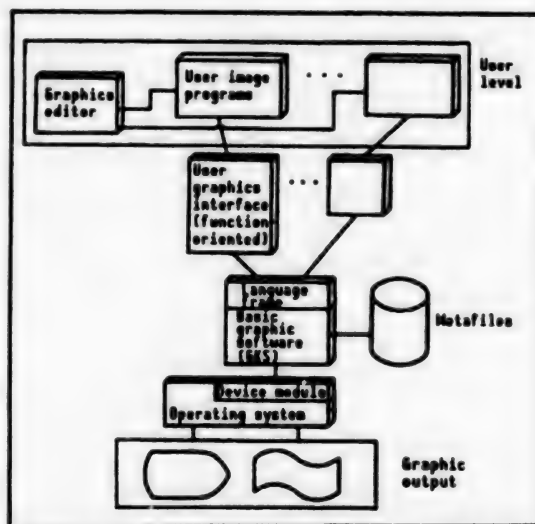 User image
programs
. . .
User
level
Graphics
editor
User
graphics
interface
(function
oriented)
. . .
Language
frame
Basic
graphic
Software
(GKS)
Metafiles
Device module
Operating system
Graphic
output